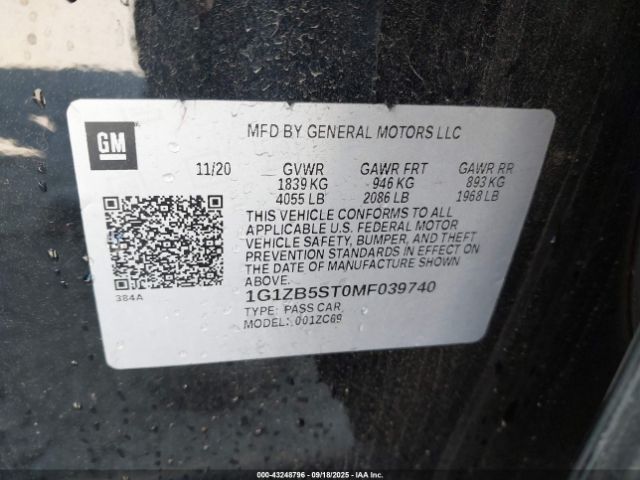 GM
MFD BY GENERAL MOTORS LLC
11/20 GVWR GAWR FRT GAWR RR
1839 KG 946 KG 893 KG
4055 LB 2086 LB 1968 LB
THIS VEHICLE CONFORMS TO ALL
APPLICABLE U.S. FEDERAL MOTOR
VEHICLE SAFETY, BUMPER, AND THEFT
PREVENTION STANDARDS IN EFFECT ON
THE DATE OF MANUFACTURE SHOWN
ABOVE.
384A
1G1ZB5ST0MF039740
TYPE: PASS CAR
MODEL: 001ZC69
000-43248796 - 09/18/2025 - IAA Inc.